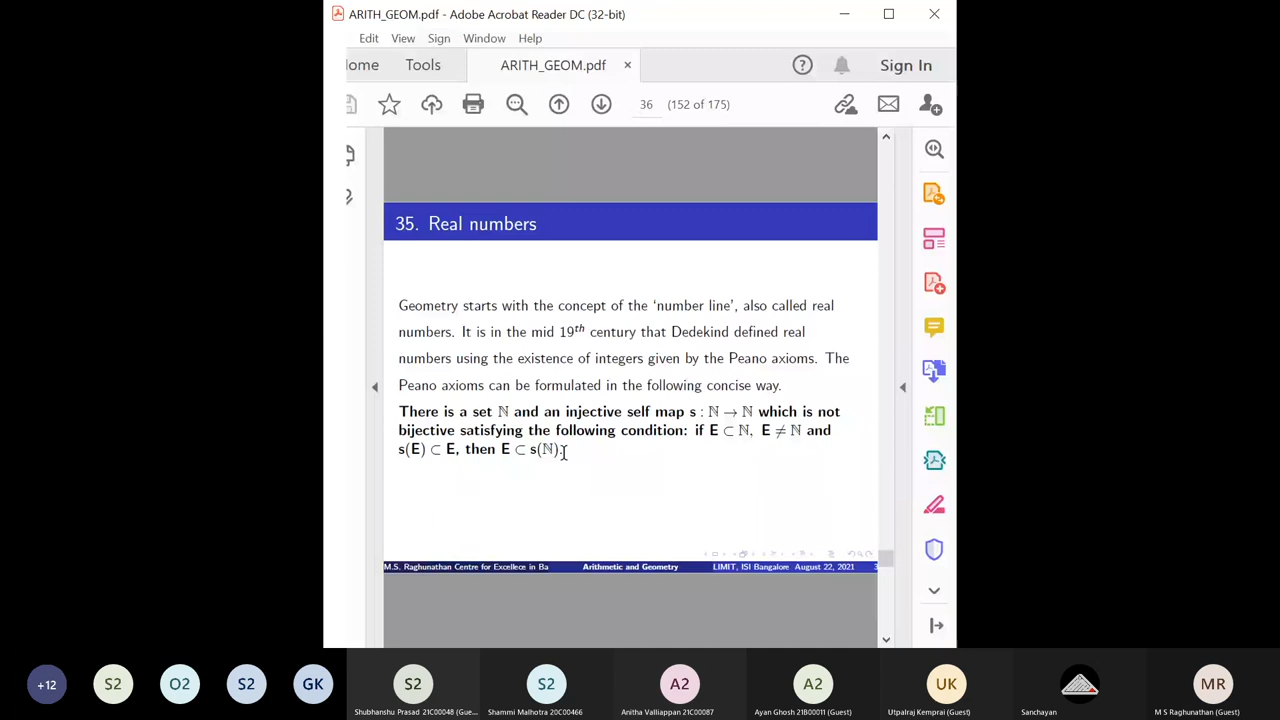 ARITH_GEOM.pdf - Adobe Acrobat Reader DC (32-bit)
Edit View Sign Window Help
ome Tools ARITH_GEOM.pdf × Sign In
36 (152 of 175)
35. Real numbers
Geometry starts with the concept of the ‘number line’, also called real
numbers. It is in the mid 19th century that Dedekind defined real
numbers using the existence of integers given by the Peano axioms. The
Peano axioms can be formulated in the following concise way.
There is a set ℕ and an injective self map s : ℕ → ℕ which is not
bijective satisfying the following condition: if E ⊂ ℕ, E ≠ ℕ and
s(E) ⊂ E, then E ⊂ s(ℕ).
M.S. Raghunathan Centre for Excellece in Ba Arithmetic and Geometry LIMIT, ISI Bangalore August 22, 2021 3
+12 S2 O2 S2 GK S2 S2 A2 A2 UK MR
Shubhanshu Prasad 21C00048 (Gue... Shammi Malhotra 20C00466 Anitha Valliappan 21C00087 Ayan Ghosh 21B00011 (Guest) Utpalraj Kemprai (Guest) Sanchayan M S Raghunathan (Guest)